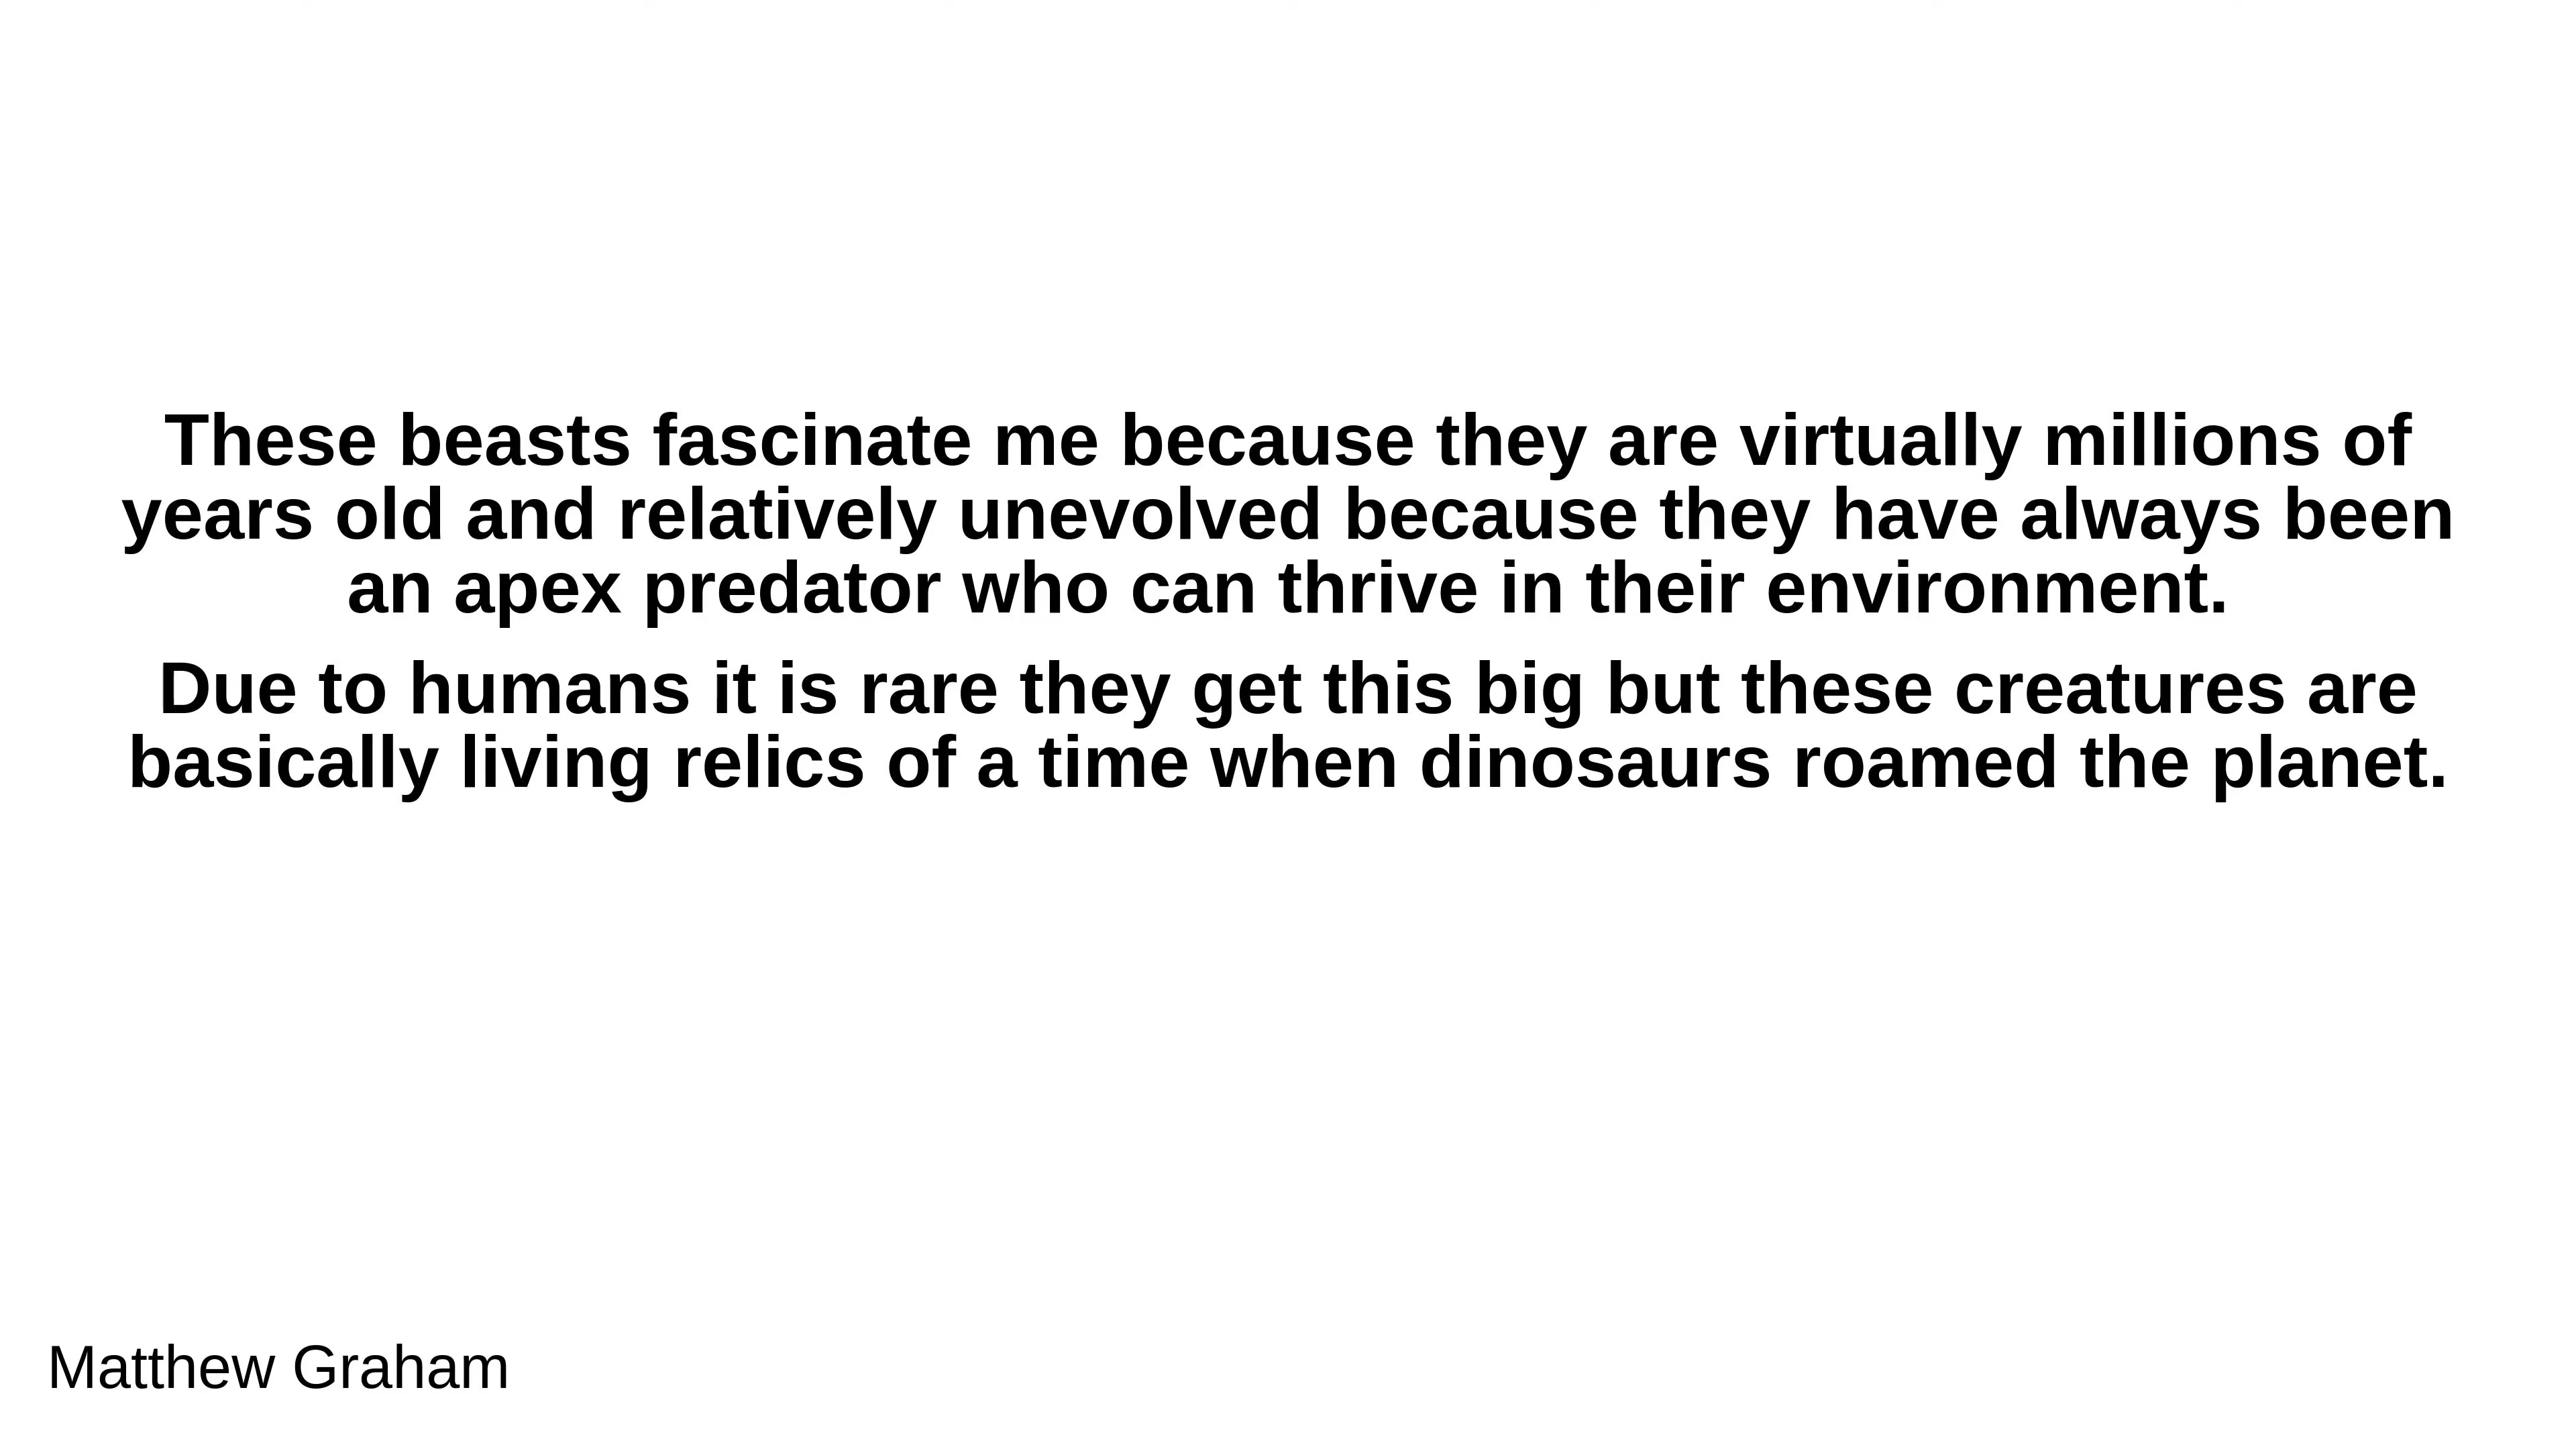 These beasts fascinate me because they are virtually millions of
years old and relatively unevolved because they have always been
an apex predator who can thrive in their environment.
Due to humans it is rare they get this big but these creatures are
basically living relics of a time when dinosaurs roamed the planet.
Matthew Graham